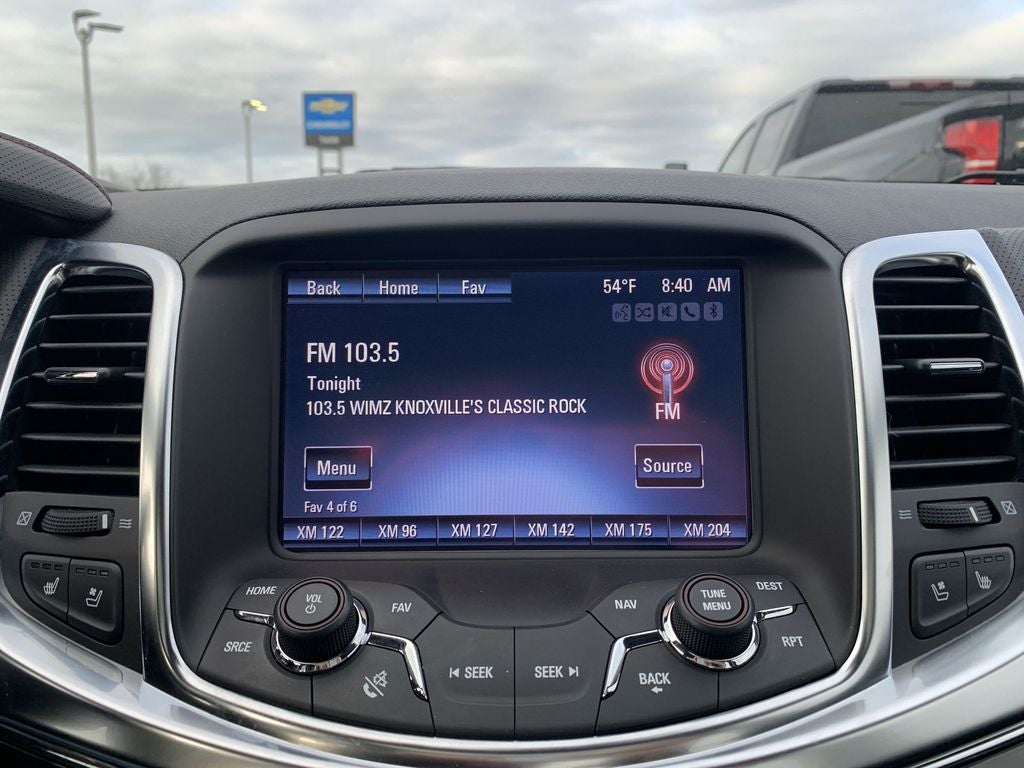 CHEVROLET
Back Home Fav 54°F 8:40 AM
FM 103.5
Tonight
103.5 WIMZ KNOXVILLE'S CLASSIC ROCK
FM
Menu Source
Fav 4 of 6
XM 122 XM 96 XM 127 XM 142 XM 175 XM 204
HOME VOL FAV NAV TUNE MENU DEST
SRCE SEEK SEEK BACK RPT